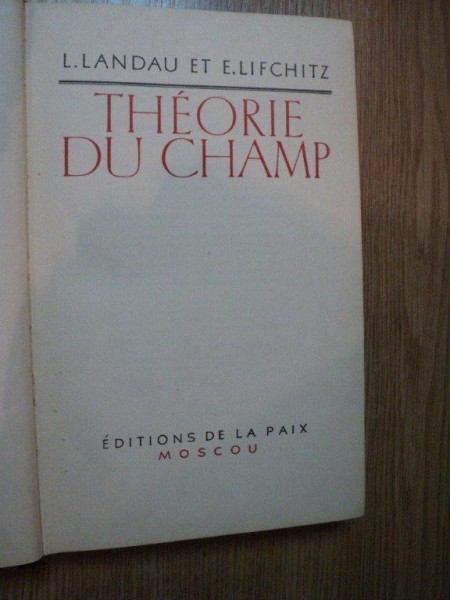 L.LANDAU ET E.LIFCHITZ
THÉORIE
DU CHAMP
ÉDITIONS DE LA PAIX
MOSCOU